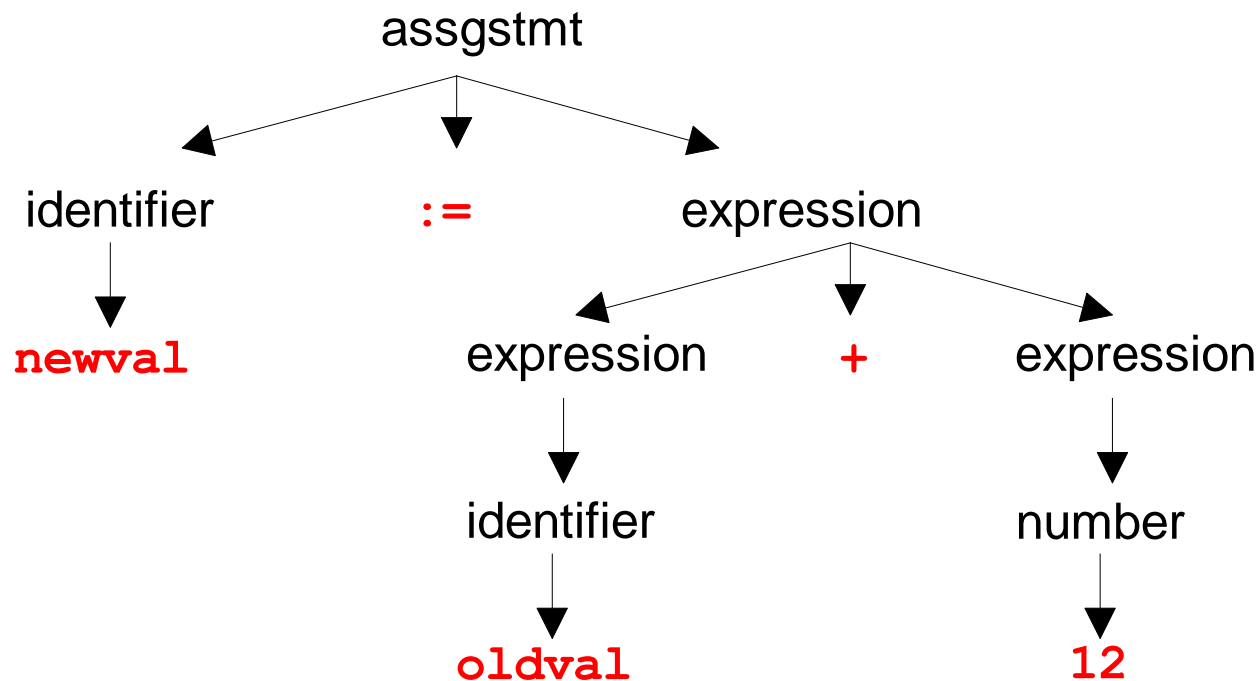 assgstmt
identifier := expression
newval expression + expression
identifier number
oldval 12